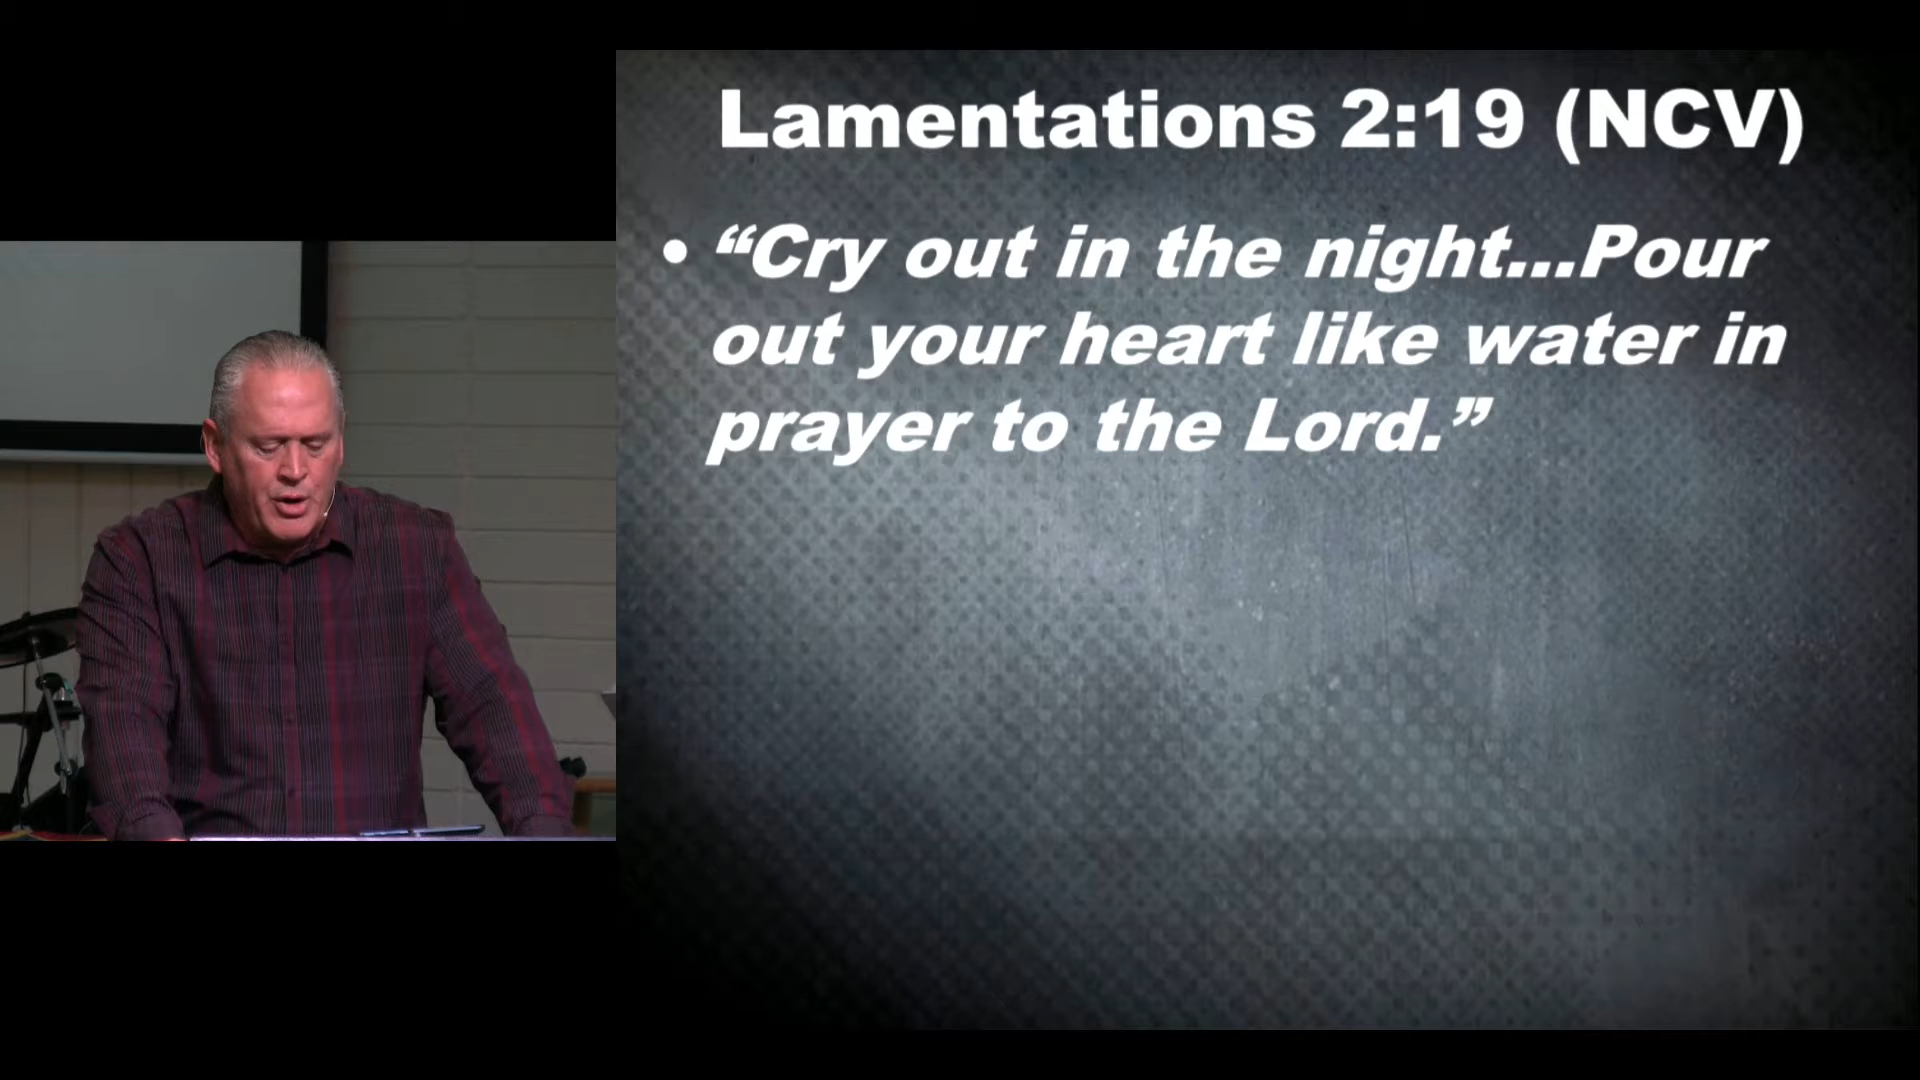 Lamentations 2:19 (NCV)
• “Cry out in the night...Pour
out your heart like water in
prayer to the Lord.”